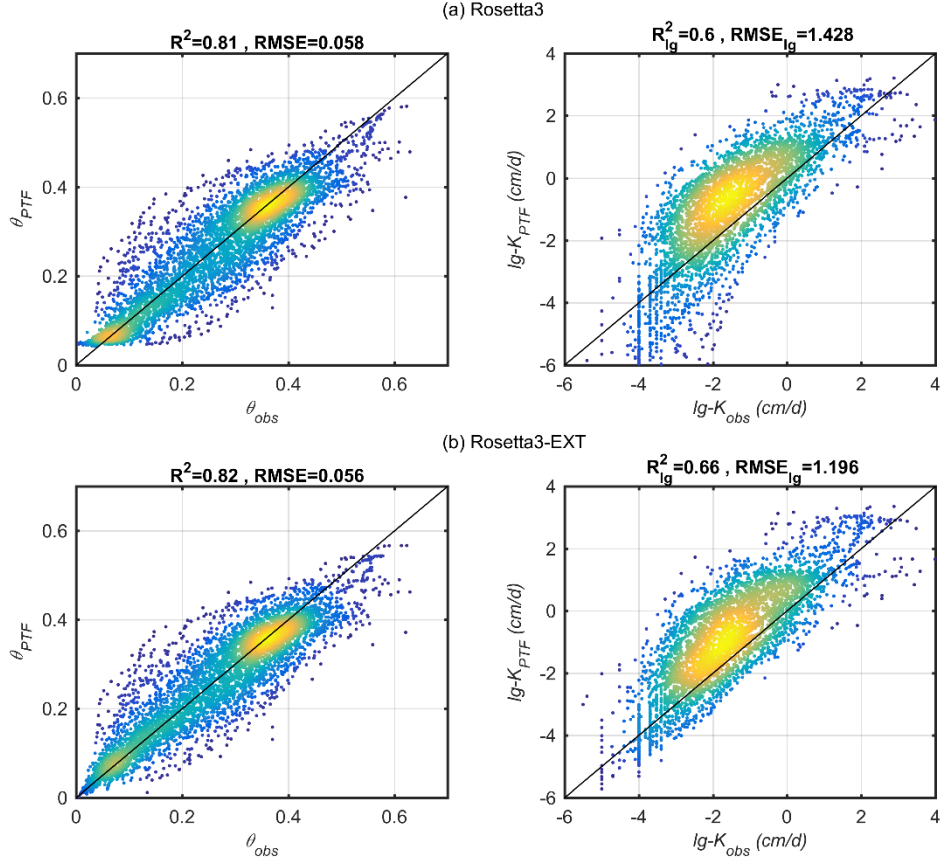 (a) Rosetta3
R²=0.81 , RMSE=0.058
R²lg=0.6 , RMSElg=1.428
0.6
0.4
0.2
0
θPTF
0 0.2 0.4 0.6
θobs
4
2
0
-2
-4
-6
lg-KPTF (cm/d)
-6 -4 -2 0 2 4
lg-Kobs (cm/d)
(b) Rosetta3-EXT
R²=0.82 , RMSE=0.056
R²lg=0.66 , RMSElg=1.196
0.6
0.4
0.2
0
θPTF
0 0.2 0.4 0.6
θobs
4
2
0
-2
-4
-6
lg-KPTF (cm/d)
-6 -4 -2 0 2 4
lg-Kobs (cm/d)